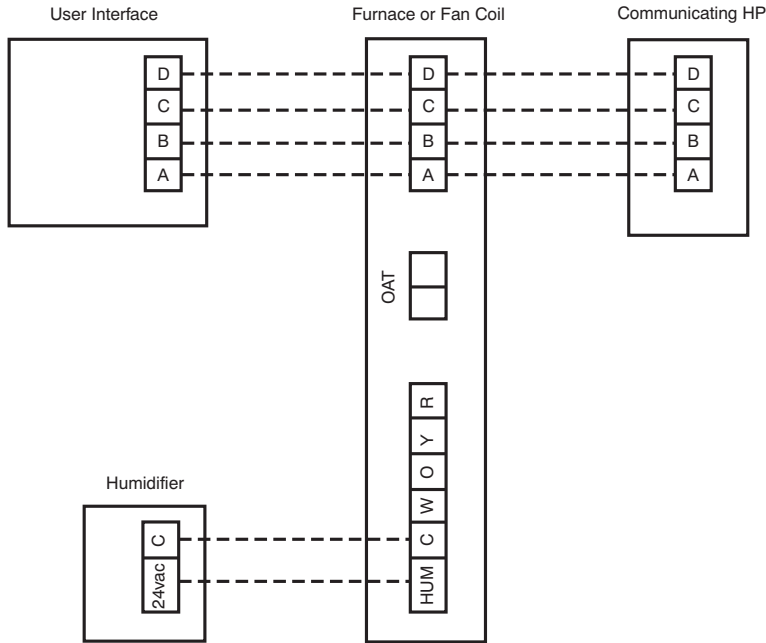 User Interface
Furnace or Fan Coil
Communicating HP
D
C
B
A
D
C
B
A
D
C
B
A
OAT
R
Y
O
W
C
HUM
Humidifier
C
24vac